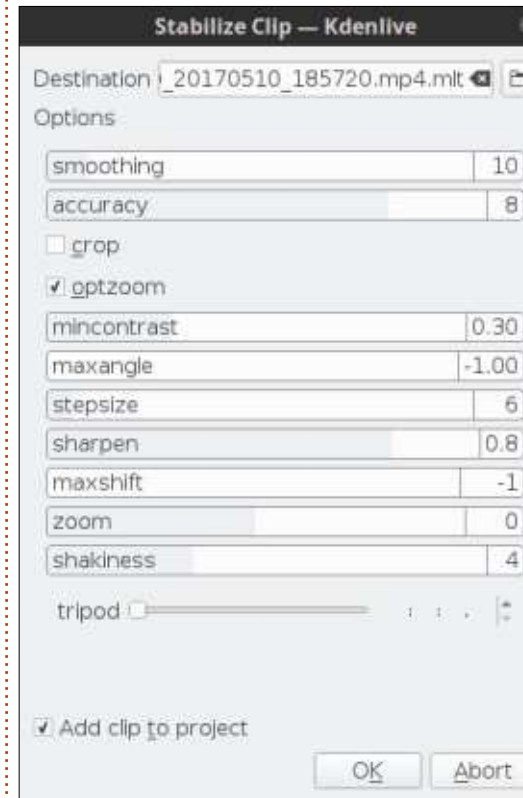 Stabilize Clip — Kdenlive
Destination _20170510_185720.mp4.mlt
Options
smoothing 10
accuracy 8
crop
optzoom
mincontrast 0.30
maxangle -1.00
stepsize 6
sharpen 0.8
maxshift -1
zoom 0
shakiness 4
tripod : : .
Add clip to project
OK Abort